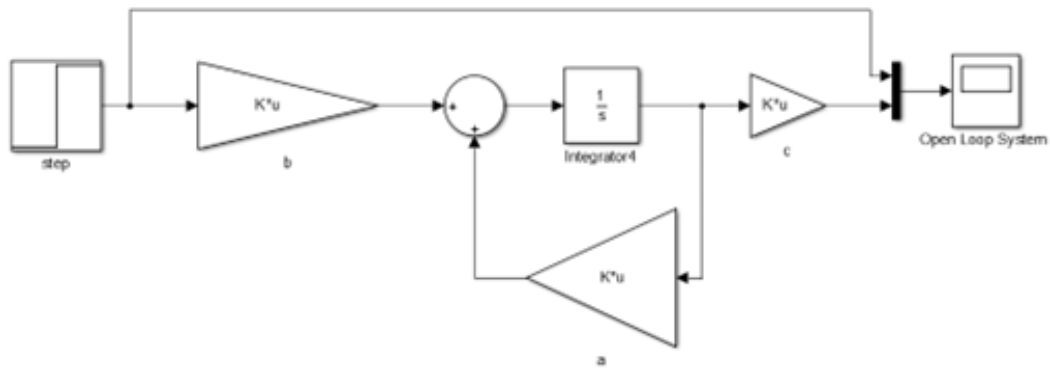 K*u
+
+
1
s
K*u
step
b
Integrator4
c
Open Loop System
K*u
a